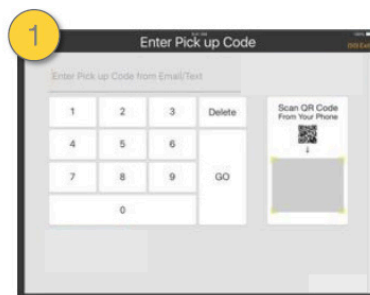 1
Enter Pick up Code
Enter Pick up Code from Email/Text
1 2 3 Delete
4 5 6
7 8 9 GO
0
Scan QR Code
From Your Phone